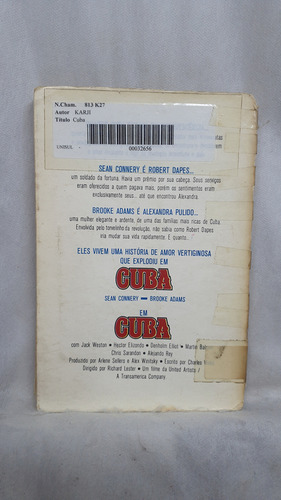 N.Cham. 813 K27
Autor KARJI
Título Cuba
UNISUL -
00032656
SEAN CONNERY É ROBERT DAPES...
um soldado da fortuna. Havia um prêmio por sua cabeça. Seus serviços
eram oferecidos a quem pagava mais, porém os sentimentos eram
exclusivamente seus... até que encontrou Alexandra.
BROOKE ADAMS É ALEXANDRA PULIDO...
uma mulher elegante e ardente, de uma das famílias mais ricas de Cuba.
Envolvida pelo torvelinho da revolução, não sabia como Robert Dapes
iria mudar sua vida rapidamente. E quanto...
ELES VIVEM UMA HISTÓRIA DE AMOR VERTIGINOSA
QUE EXPLODIU EM
CUBA
SEAN CONNERY — BROOKE ADAMS
EM
CUBA
com Jack Weston • Hector Elizondo • Denholm Elliot • Martin
Chris Sarandon • Alejandro Rey
Produzido por Arlene Sellers e Alex Winitsky • Escrito por Charles
Dirigido por Richard Lester • Um filme da United Artists /
A Transamerica Company